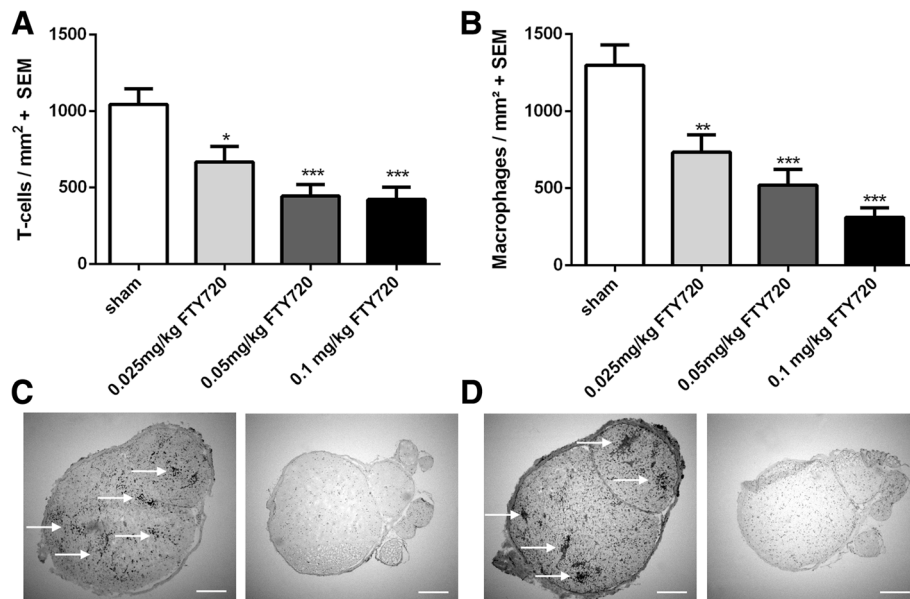 A
T-cells / mm² + SEM
1500
1000
500
0
*
***
***
sham
0.025mg/kg FTY720
0.05mg/kg FTY720
0.1 mg/kg FTY720
B
Macrophages / mm² + SEM
1500
1000
500
0
**
***
***
sham
0.025mg/kg FTY720
0.05mg/kg FTY720
0.1 mg/kg FTY720
C
D